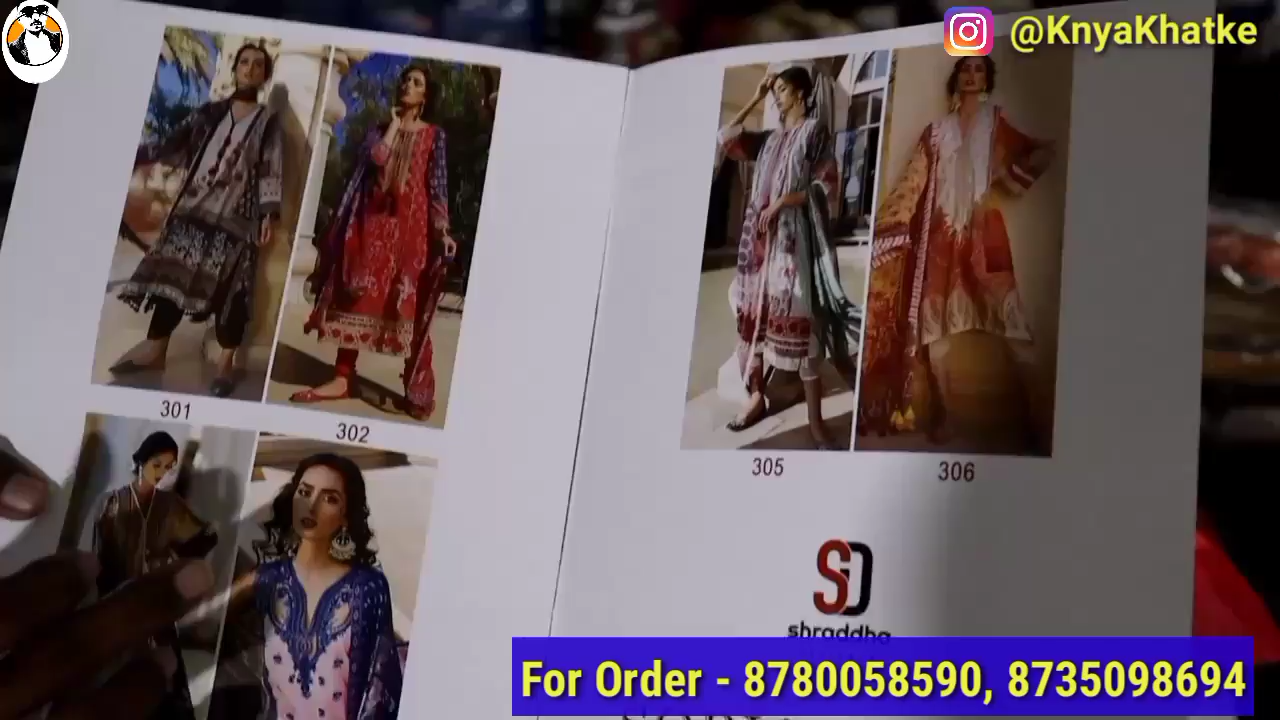 @KnyaKhatke
301
302
305
306
SD
shraddha
For Order - 8780058590, 8735098694